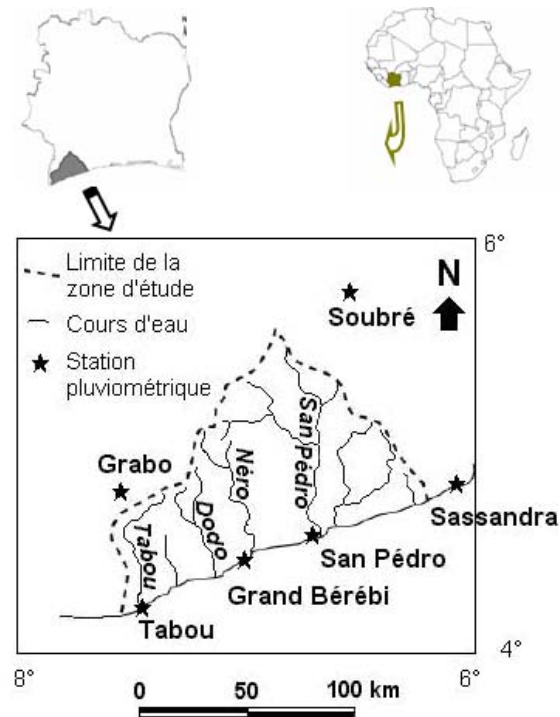 6°
Limite de la
zone d'étude
Cours d'eau
Station
pluviométrique
N
Soubré
Grabo
San Pédro
Néro
Dodo
Tabou
Sassandra
San Pédro
Grand Bérébi
Tabou
4°
8°
6°
0 50 100 km